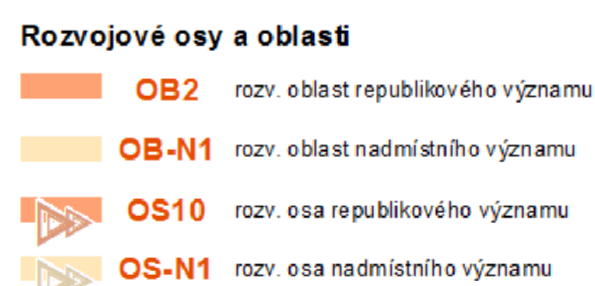 Rozvojové osy a oblasti
OB2 rozv. oblast republikového významu
OB-N1 rozv. oblast nadmístního významu
OS10 rozv. osa republikového významu
OS-N1 rozv. osa nadmístního významu